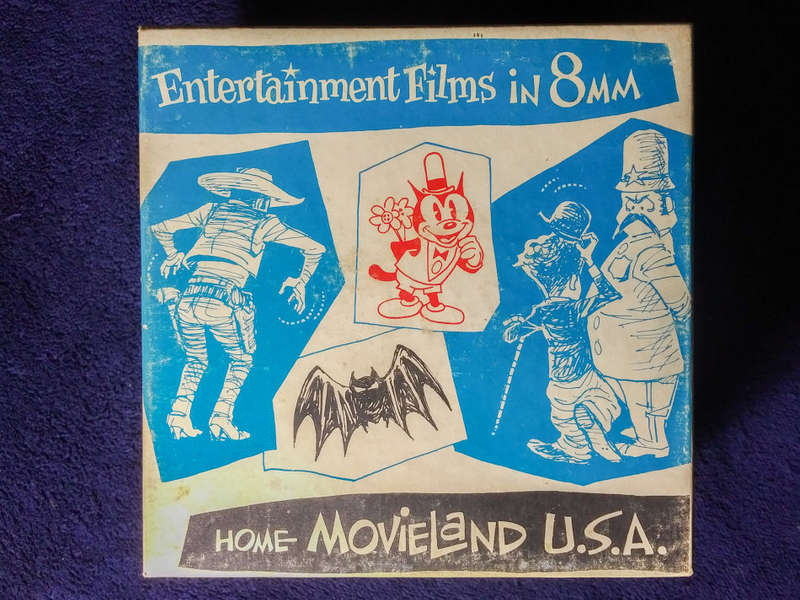 Entertainment Films in 8MM
HOME MOVIELAND U.S.A.